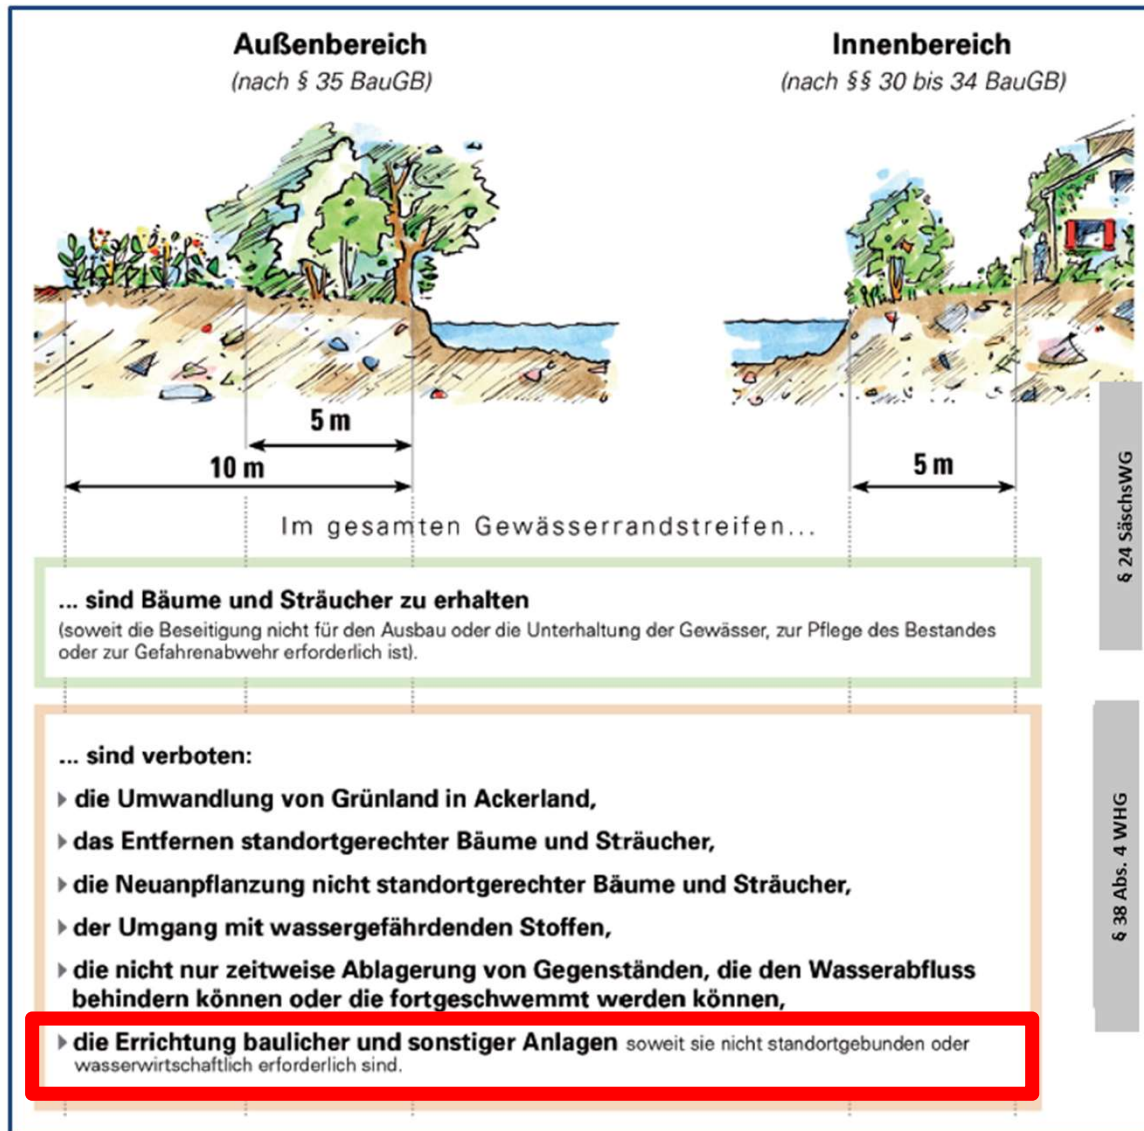 Außenbereich
(nach § 35 BauGB)
Innenbereich
(nach §§ 30 bis 34 BauGB)
5 m
10 m
5 m
Im gesamten Gewässerrandstreifen...
§ 24 SäschsWG
... sind Bäume und Sträucher zu erhalten
(soweit die Beseitigung nicht für den Ausbau oder die Unterhaltung der Gewässer, zur Pflege des Bestandes
oder zur Gefahrenabwehr erforderlich ist).
... sind verboten:
die Umwandlung von Grünland in Ackerland,
das Entfernen standortgerechter Bäume und Sträucher,
die Neuanpflanzung nicht standortgerechter Bäume und Sträucher,
der Umgang mit wassergefährdenden Stoffen,
die nicht nur zeitweise Ablagerung von Gegenständen, die den Wasserabfluss
behindern können oder die fortgeschwemmt werden können,
die Errichtung baulicher und sonstiger Anlagen soweit sie nicht standortgebunden oder
wasserwirtschaftlich erforderlich sind.
§ 38 Abs. 4 WHG